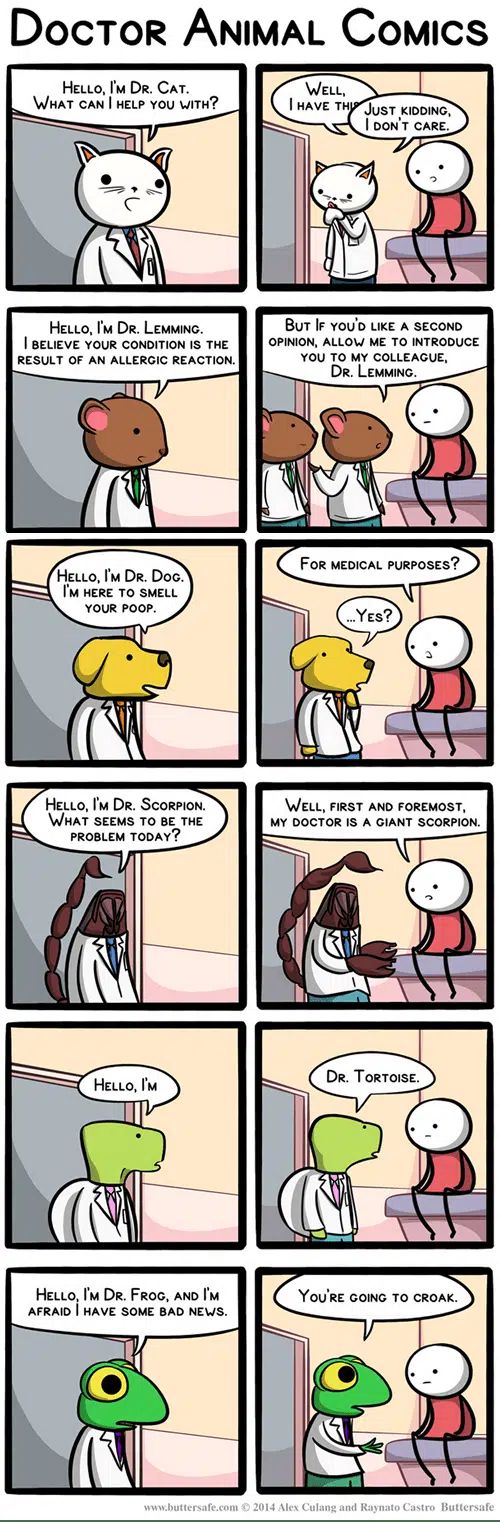 Doctor Animal Comics
Hello, I'm Dr. Cat.
What can I help you with?
Well,
I have this
Just kidding,
I don't care.
Hello, I'm Dr. Lemming.
I believe your condition is the
result of an allergic reaction.
But if you'd like a second
opinion, allow me to introduce
you to my colleague,
Dr. Lemming.
Hello, I'm Dr. Dog.
I'm here to smell
your poop.
For medical purposes?
...Yes?
Hello, I'm Dr. Scorpion.
What seems to be the
problem today?
Well, first and foremost,
my doctor is a giant scorpion.
Hello, I'm
Dr. Tortoise.
Hello, I'm Dr. Frog, and I'm
afraid I have some bad news.
You're going to croak.
www.buttersafe.com © 2014 Alex Culang and Raynato Castro Buttersafe